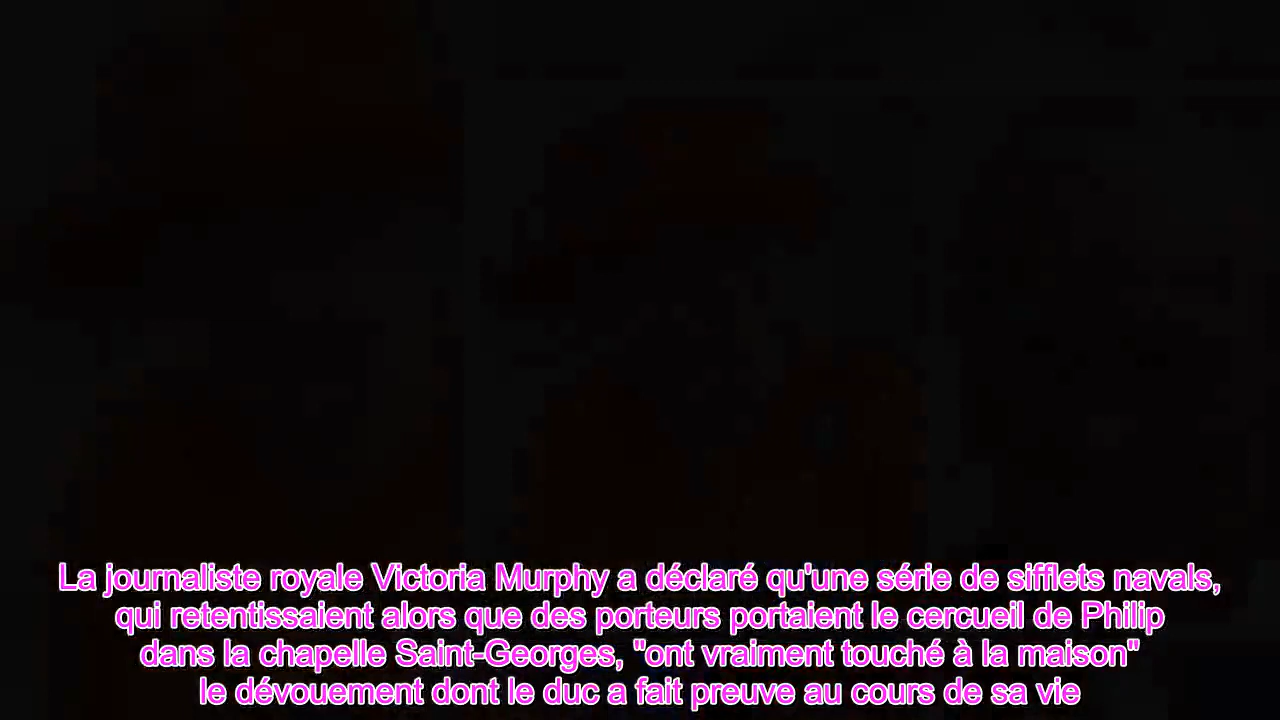 La journaliste royale Victoria Murphy a déclaré qu'une série de sifflets navals,
qui retentissaient alors que des porteurs portaient le cercueil de Philip
dans la chapelle Saint-Georges, "ont vraiment touché à la maison"
le dévouement dont le duc a fait preuve au cours de sa vie